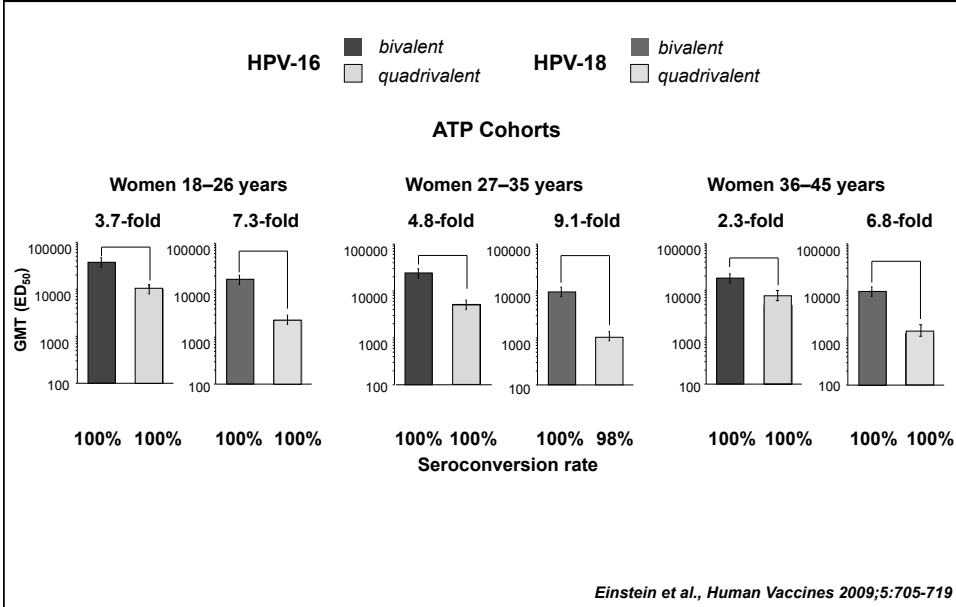 HPV-16 bivalent HPV-18 bivalent
quadrivalent quadrivalent
ATP Cohorts
Women 18–26 years Women 27–35 years Women 36–45 years
3.7-fold 7.3-fold 4.8-fold 9.1-fold 2.3-fold 6.8-fold
GMT (ED50)
100000 100000 100000 100000 100000 100000
10000 10000 10000 10000 10000 10000
1000 1000 1000 1000 1000 1000
100 100 100 100 100 100
100% 100% 100% 100% 100% 100% 100% 98% 100% 100% 100% 100%
Seroconversion rate
Einstein et al., Human Vaccines 2009;5:705-719